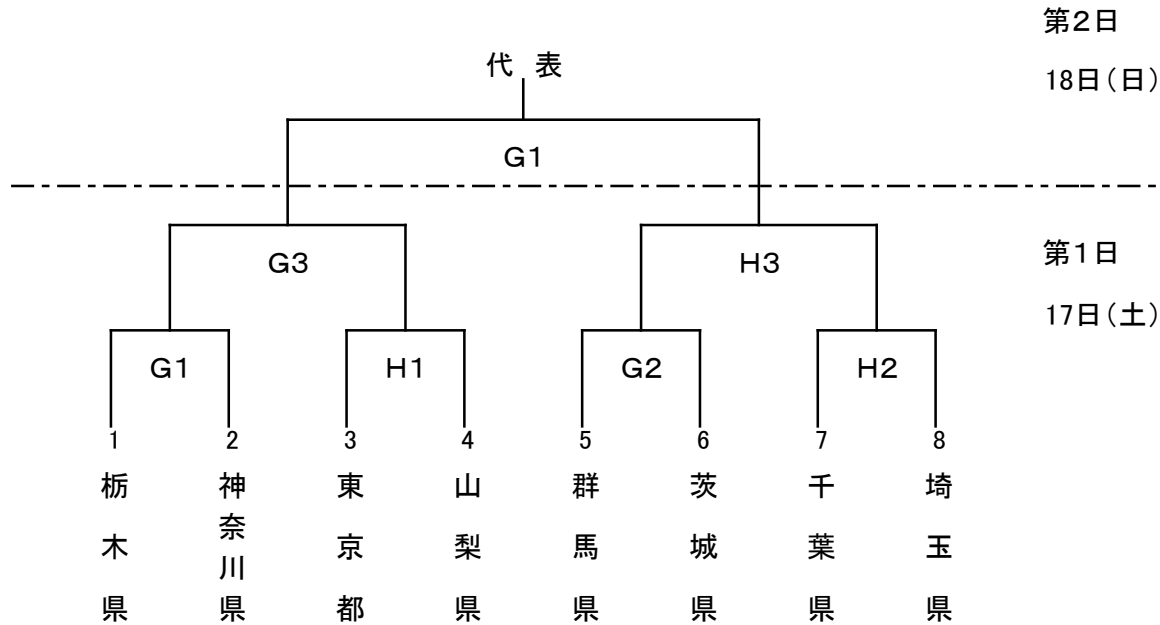 第2日
代 表
18日(日)
G1
第1日
G3
H3
17日(土)
G1
H1
G2
H2
1
2
3
4
5
6
7
8
栃木県
神奈川県
東京都
山梨県
群馬県
茨城県
千葉県
埼玉県